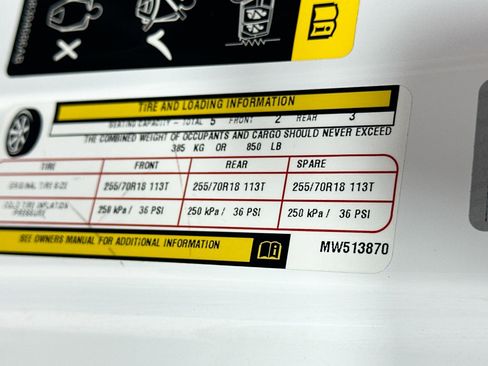 TIRE AND LOADING INFORMATION
SEATING CAPACITY - TOTAL 5 FRONT 2 REAR 3
THE COMBINED WEIGHT OF OCCUPANTS AND CARGO SHOULD NEVER EXCEED
385 KG OR 850 LB
TIRE FRONT REAR SPARE
ORIGINAL TIRE SIZE 255/70R18 113T 255/70R18 113T 255/70R18 113T
COLD TIRE INFLATION PRESSURE 250 kPa / 36 PSI 250 kPa / 36 PSI 250 kPa / 36 PSI
SEE OWNERS MANUAL FOR ADDITIONAL INFORMATION
MW513870